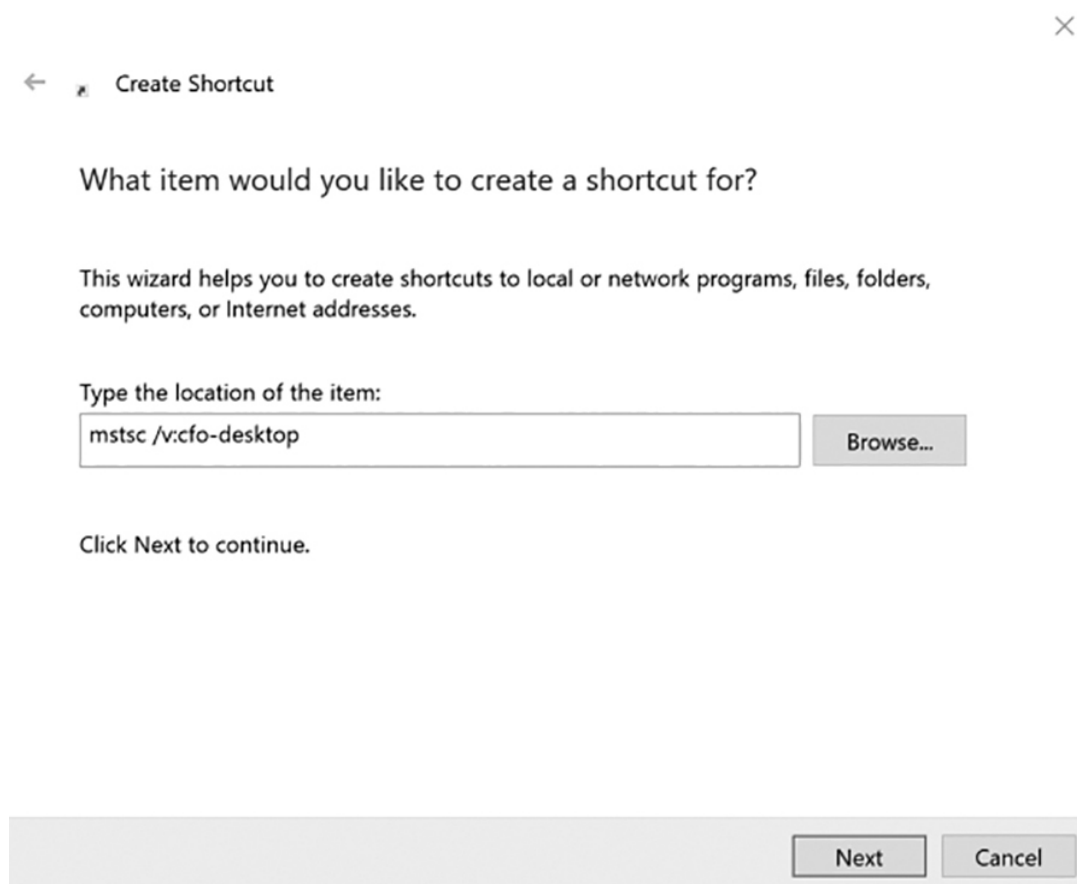 Create Shortcut
What item would you like to create a shortcut for?
This wizard helps you to create shortcuts to local or network programs, files, folders,
computers, or Internet addresses.
Type the location of the item:
mstsc /v:cfo-desktop
Browse...
Click Next to continue.
Next
Cancel